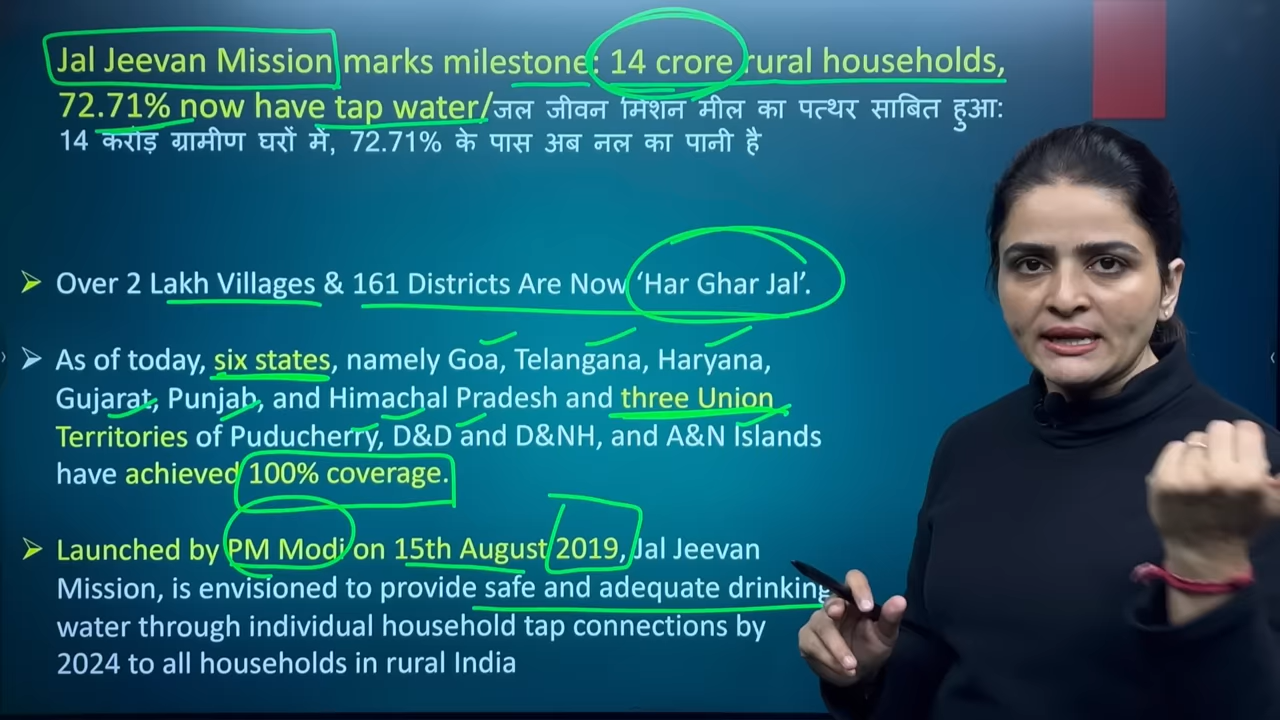 Jal Jeevan Mission marks milestone: 14 crore rural households,
72.71% now have tap water/जल जीवन मिशन मील का पत्थर साबित हुआ:
14 करोड़ ग्रामीण घरों में, 72.71% के पास अब नल का पानी है
Over 2 Lakh Villages & 161 Districts Are Now 'Har Ghar Jal'.
As of today, six states, namely Goa, Telangana, Haryana,
Gujarat, Punjab, and Himachal Pradesh and three Union
Territories of Puducherry, D&D and D&NH, and A&N Islands
have achieved 100% coverage.
Launched by PM Modi on 15th August 2019, Jal Jeevan
Mission, is envisioned to provide safe and adequate drinking
water through individual household tap connections by
2024 to all households in rural India